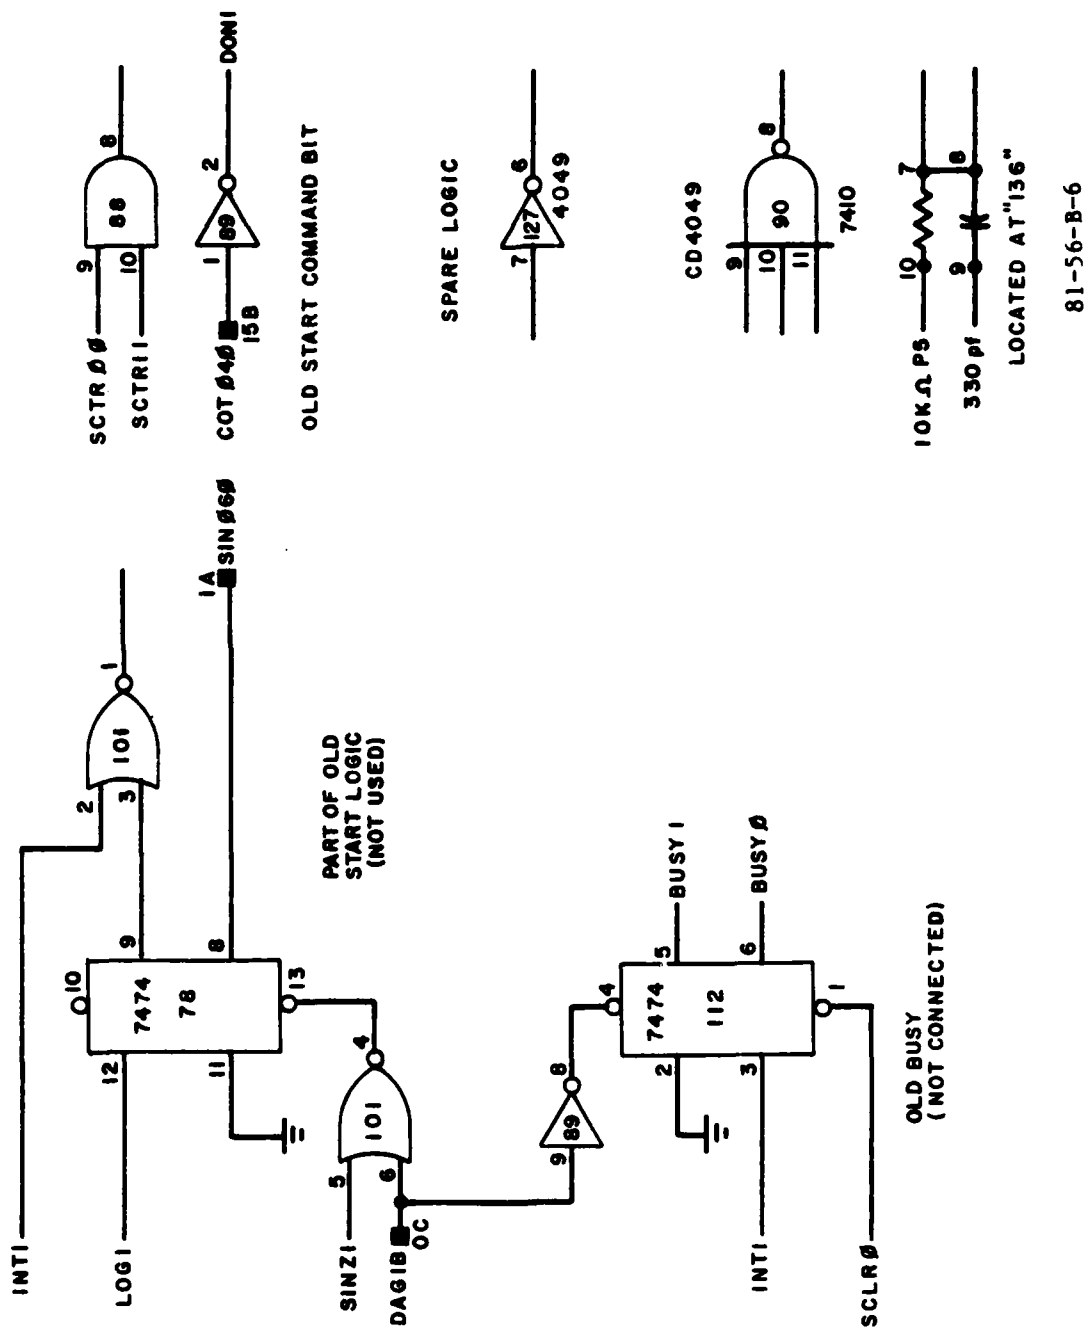 INT1
2
101
1
3
LOG1
12
7474
78
10
9
11
8
13
1A
SINØ6Ø
SINZ1
5
101
4
6
DAG1B
OC
PART OF OLD
START LOGIC
(NOT USED)
9
89
8
4
7474
112
2
5
BUSY1
INT1
3
6
BUSYØ
1
SCLRØ
OLD BUSY
(NOT CONNECTED)
SCTRØØ
9
88
8
SCTR11
10
COTØ4Ø
15B
1
89
2
DON1
OLD START COMMAND BIT
SPARE LOGIC
7
127
6
4049
CD4049
9
10
11
90
8
7410
10KΩ P5
10
7
330pf
9
8
LOCATED AT "136"
81-56-B-6